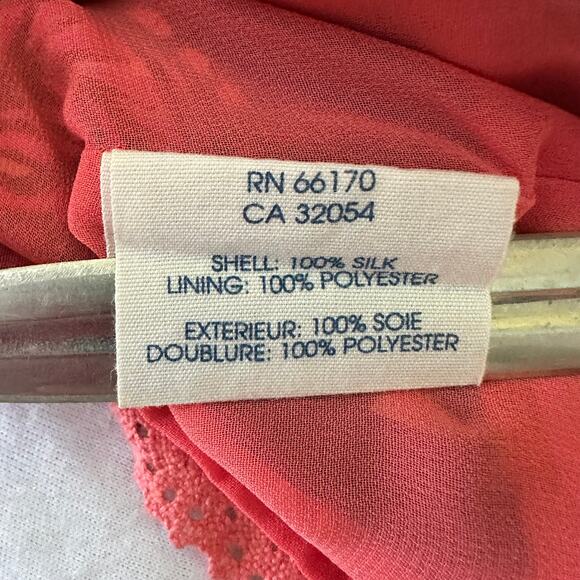 RN 66170
CA 32054
SHELL: 100% SILK
LINING: 100% POLYESTER
EXTERIEUR: 100% SOIE
DOUBLURE: 100% POLYESTER